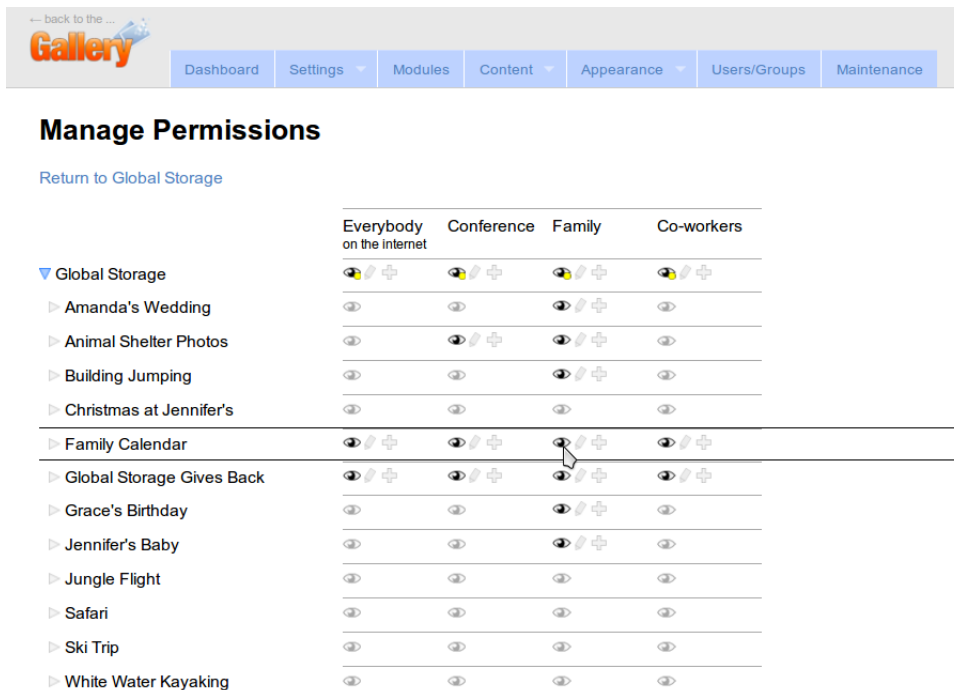 ← back to the ...
Gallery
Dashboard Settings Modules Content Appearance Users/Groups Maintenance
Manage Permissions
Return to Global Storage
Everybody Conference Family Co-workers
on the internet
Global Storage
Amanda's Wedding
Animal Shelter Photos
Building Jumping
Christmas at Jennifer's
Family Calendar
Global Storage Gives Back
Grace's Birthday
Jennifer's Baby
Jungle Flight
Safari
Ski Trip
White Water Kayaking